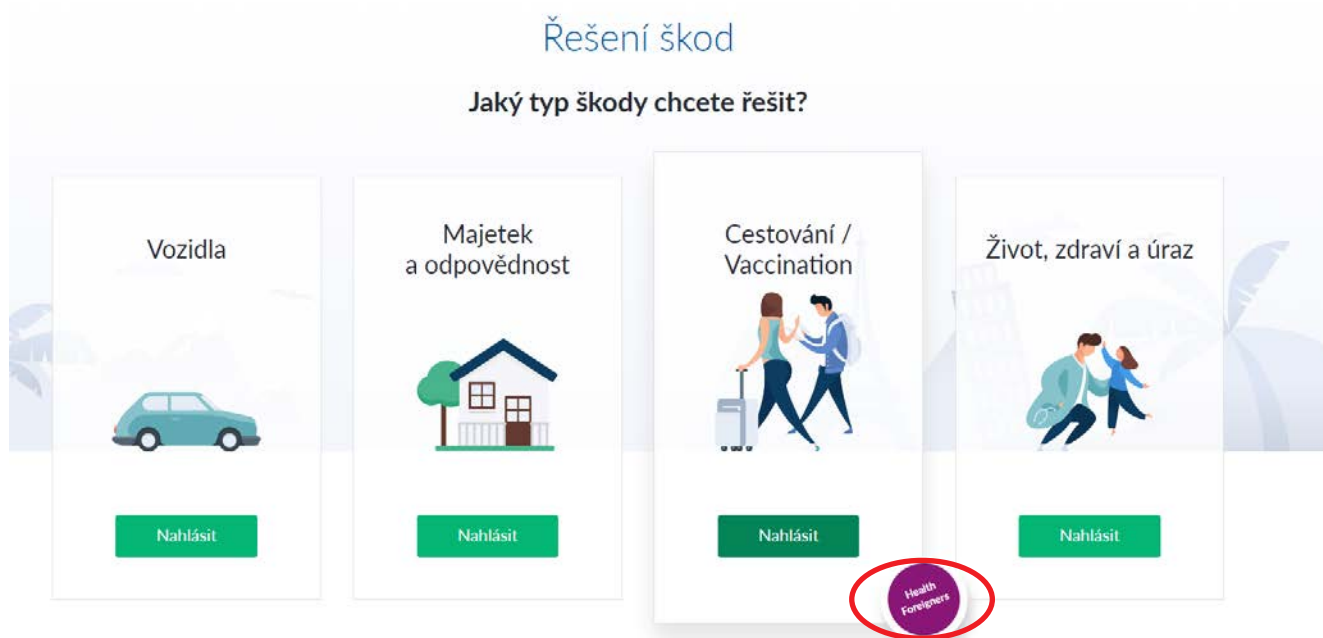 Řešení škod
Jaký typ škody chcete řešit?
Vozidla
Nahlásit
Majetek
a odpovědnost
Nahlásit
Cestování /
Vaccination
Nahlásit
Health
Foreigners
Život, zdraví a úraz
Nahlásit